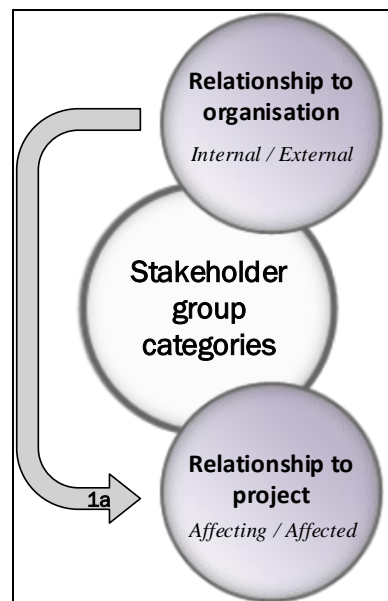 Relationship to
organisation
Internal / External
Stakeholder
group
categories
Relationship to
project
Affecting / Affected
1a